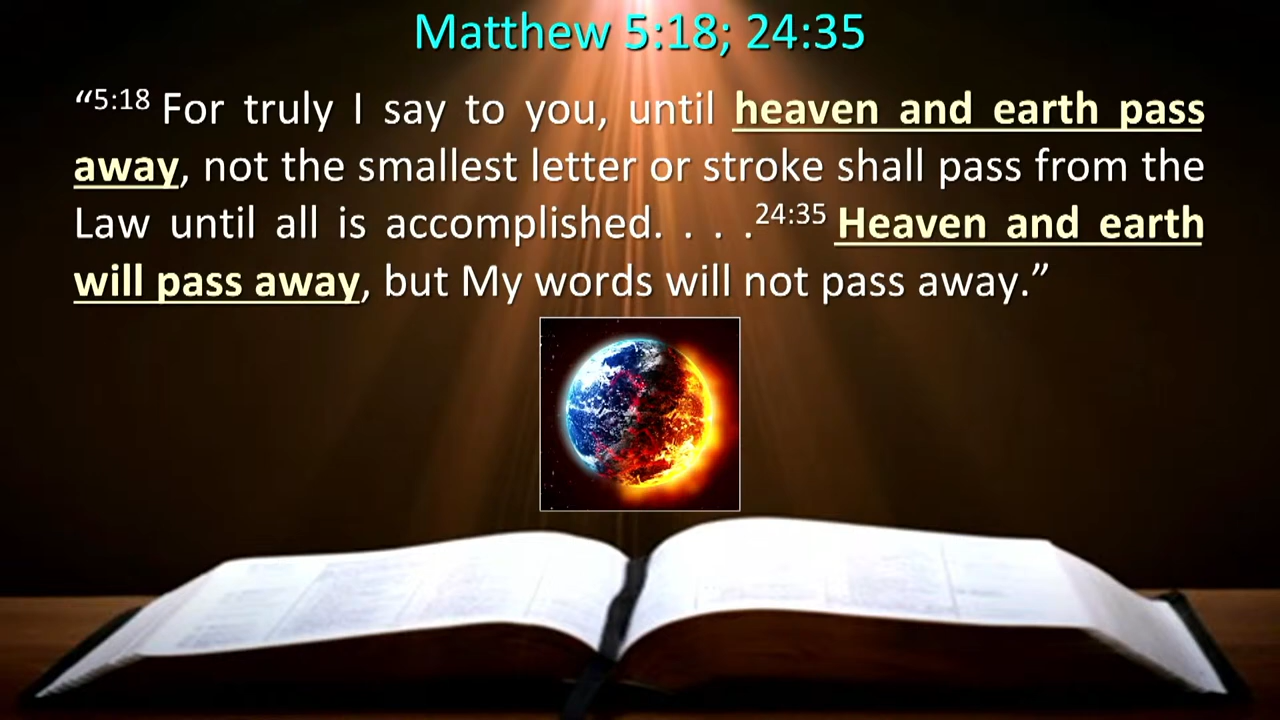 Matthew 5:18; 24:35
“5:18 For truly I say to you, until heaven and earth pass
away, not the smallest letter or stroke shall pass from the
Law until all is accomplished. . . .24:35 Heaven and earth
will pass away, but My words will not pass away.”